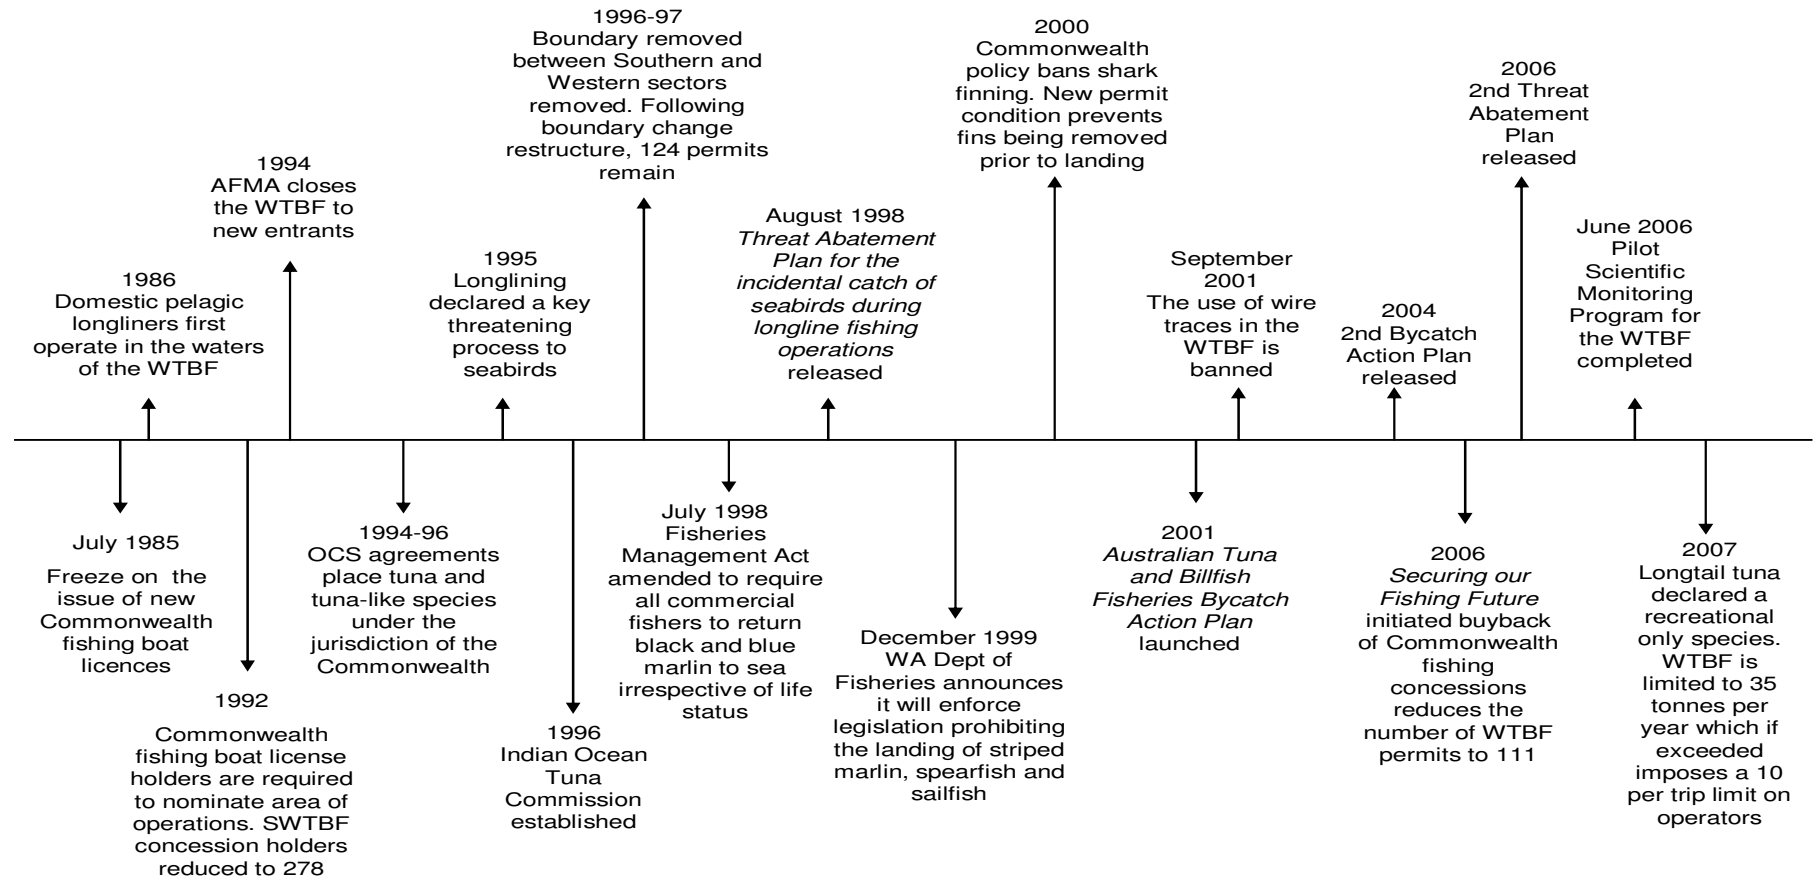 1986
Domestic pelagic
longliners first
operate in the waters
of the WTBF
1994
AFMA closes
the WTBF to
new entrants
1995
Longlining
declared a key
threatening
process to
seabirds
1996-97
Boundary removed
between Southern and
Western sectors
removed. Following
boundary change
restructure, 124 permits
remain
August 1998
Threat Abatement
Plan for the
incidental catch of
seabirds during
longline fishing
operations
released
2000
Commonwealth
policy bans shark
finning. New permit
condition prevents
fins being removed
prior to landing
September
2001
The use of wire
traces in the
WTBF is
banned
2004
2nd Bycatch
Action Plan
released
2006
2nd Threat
Abatement
Plan
released
June 2006
Pilot
Scientific
Monitoring
Program for
the WTBF
completed
July 1985
Freeze on  the
issue of new
Commonwealth
fishing boat
licences
1992
Commonwealth
fishing boat license
holders are required
to nominate area of
operations. SWTBF
concession holders
reduced to 278
1994-96
OCS agreements
place tuna and
tuna-like species
under the
jurisdiction of the
Commonwealth
1996
Indian Ocean
Tuna
Commission
established
July 1998
Fisheries
Management Act
amended to require
all commercial
fishers to return
black and blue
marlin to sea
irrespective of life
status
December 1999
WA Dept of
Fisheries announces
it will enforce
legislation prohibiting
the landing of striped
marlin, spearfish and
sailfish
2001
Australian Tuna
and Billfish
Fisheries Bycatch
Action Plan
launched
2006
Securing our
Fishing Future
initiated buyback
of Commonwealth
fishing
concessions
reduces the
number of WTBF
permits to 111
2007
Longtail tuna
declared a
recreational
only species.
WTBF is
limited to 35
tonnes per
year which if
exceeded
imposes a 10
per trip limit on
operators